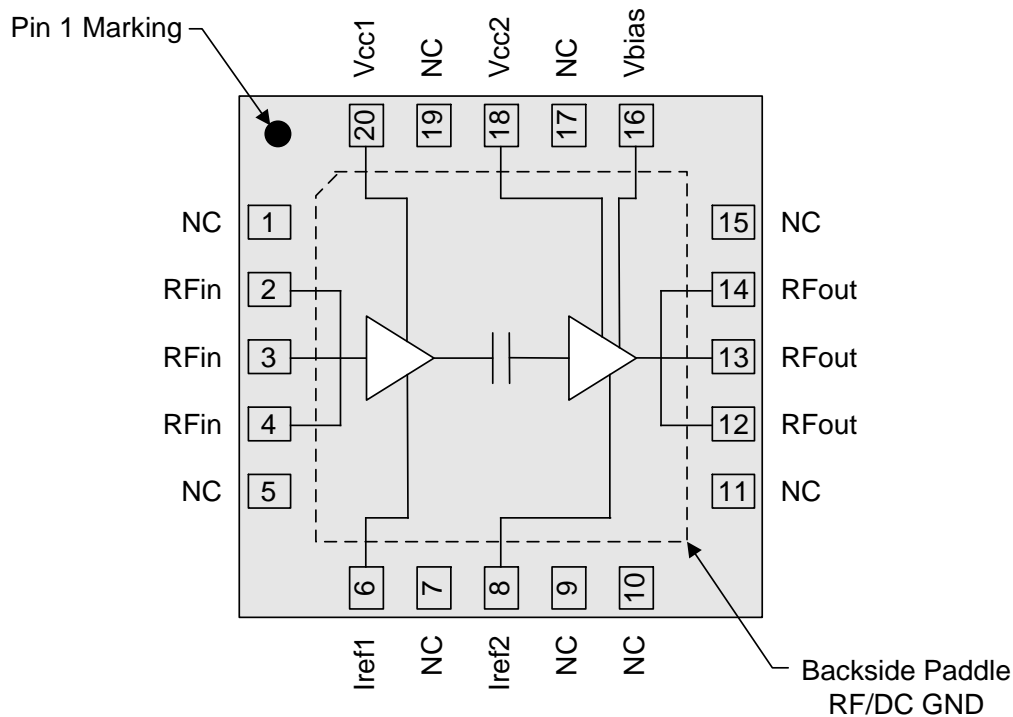 Pin 1 Marking
Vcc1
NC
Vcc2
NC
Vbias
20
19
18
17
16
NC 1
15 NC
RFin 2
14 RFout
RFin 3
13 RFout
RFin 4
12 RFout
NC 5
11 NC
6
7
8
9
10
Iref1
NC
Iref2
NC
NC
Backside Paddle
RF/DC GND